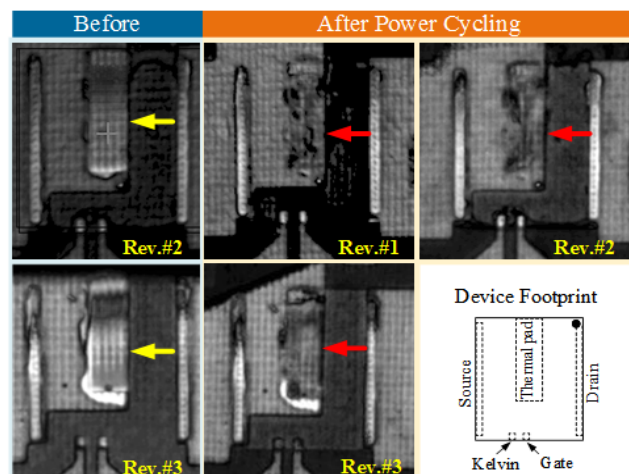 Before
After Power Cycling
Rev.#2
Rev.#1
Rev.#2
Rev.#3
Rev.#3
Device Footprint
Source
Thermal pad
Drain
Kelvin
Gate